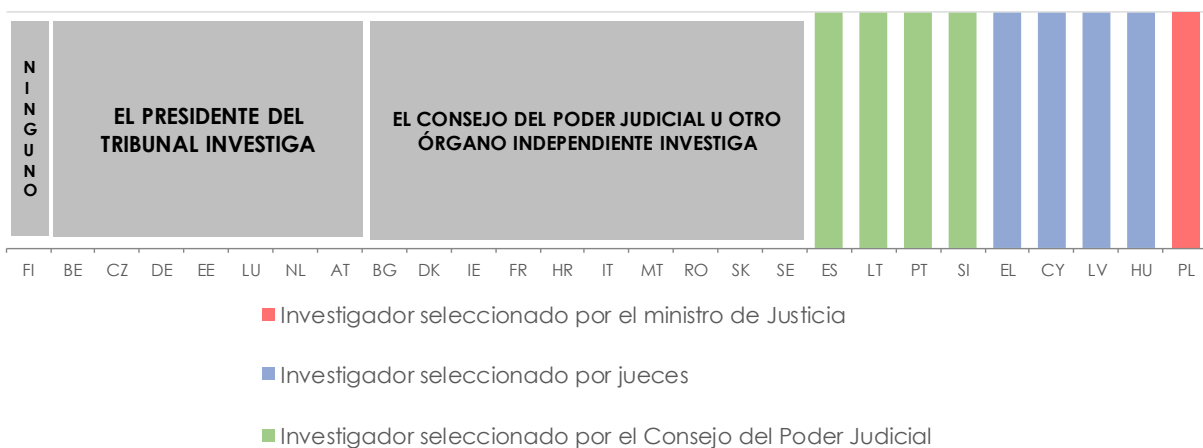 NINGUNO
EL PRESIDENTE DEL
TRIBUNAL INVESTIGA
EL CONSEJO DEL PODER JUDICIAL U OTRO
ÓRGANO INDEPENDIENTE INVESTIGA
FI BE CZ DE EE LU NL AT BG DK IE FR HR IT MT RO SK SE ES LT PT SI EL CY LV HU PL
Investigador seleccionado por el ministro de Justicia
Investigador seleccionado por jueces
Investigador seleccionado por el Consejo del Poder Judicial